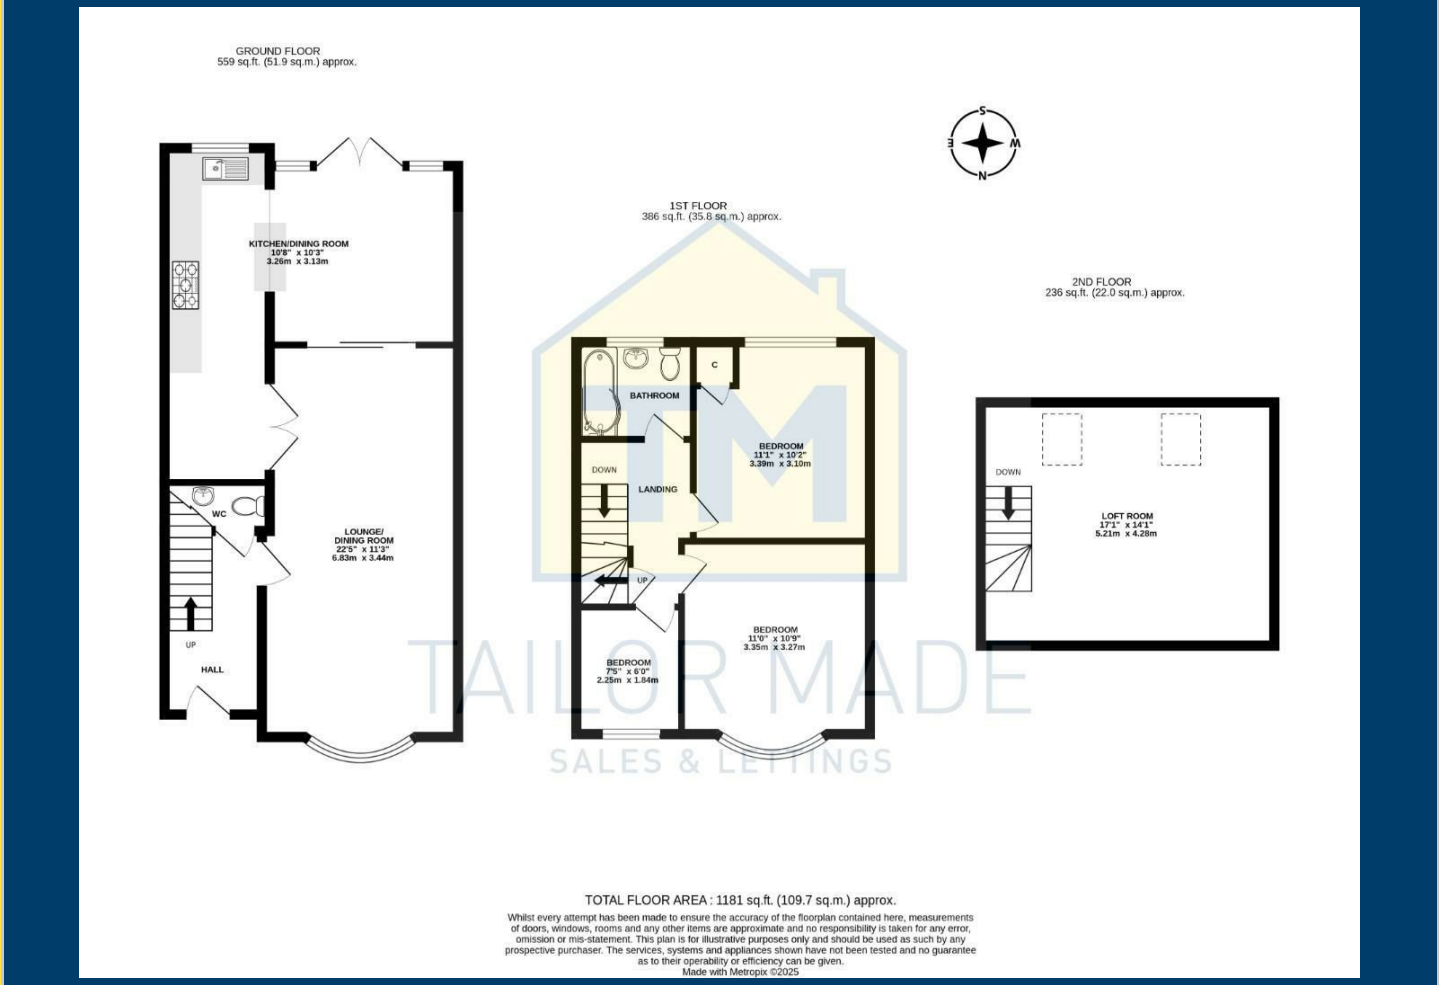 GROUND FLOOR
559 sq.ft. (51.9 sq.m.) approx.
S
E
W
N
1ST FLOOR
386 sq.ft. (35.8 sq.m.) approx.
2ND FLOOR
236 sq.ft. (22.0 sq.m.) approx.
KITCHEN/DINING ROOM
10'8" x 10'3"
3.26m x 3.13m
WC
LOUNGE/
DINING ROOM
22'5" x 11'3"
6.83m x 3.44m
UP
HALL
C
BATHROOM
BEDROOM
11'1" x 10'2"
3.39m x 3.10m
DOWN
LANDING
UP
BEDROOM
11'0" x 10'9"
3.35m x 3.27m
BEDROOM
7'5" x 6'0"
2.25m x 1.84m
DOWN
LOFT ROOM
17'1" x 14'1"
5.21m x 4.28m
TM
TAILOR MADE
SALES & LETTINGS
TOTAL FLOOR AREA : 1181 sq.ft. (109.7 sq.m.) approx.
Whilst every attempt has been made to ensure the accuracy of the floorplan contained here, measurements
of doors, windows, rooms and any other items are approximate and no responsibility is taken for any error,
omission or mis-statement. This plan is for illustrative purposes only and should be used as such by any
prospective purchaser. The services, systems and appliances shown have not been tested and no guarantee
as to their operability or efficiency can be given.
Made with Metropix ©2025